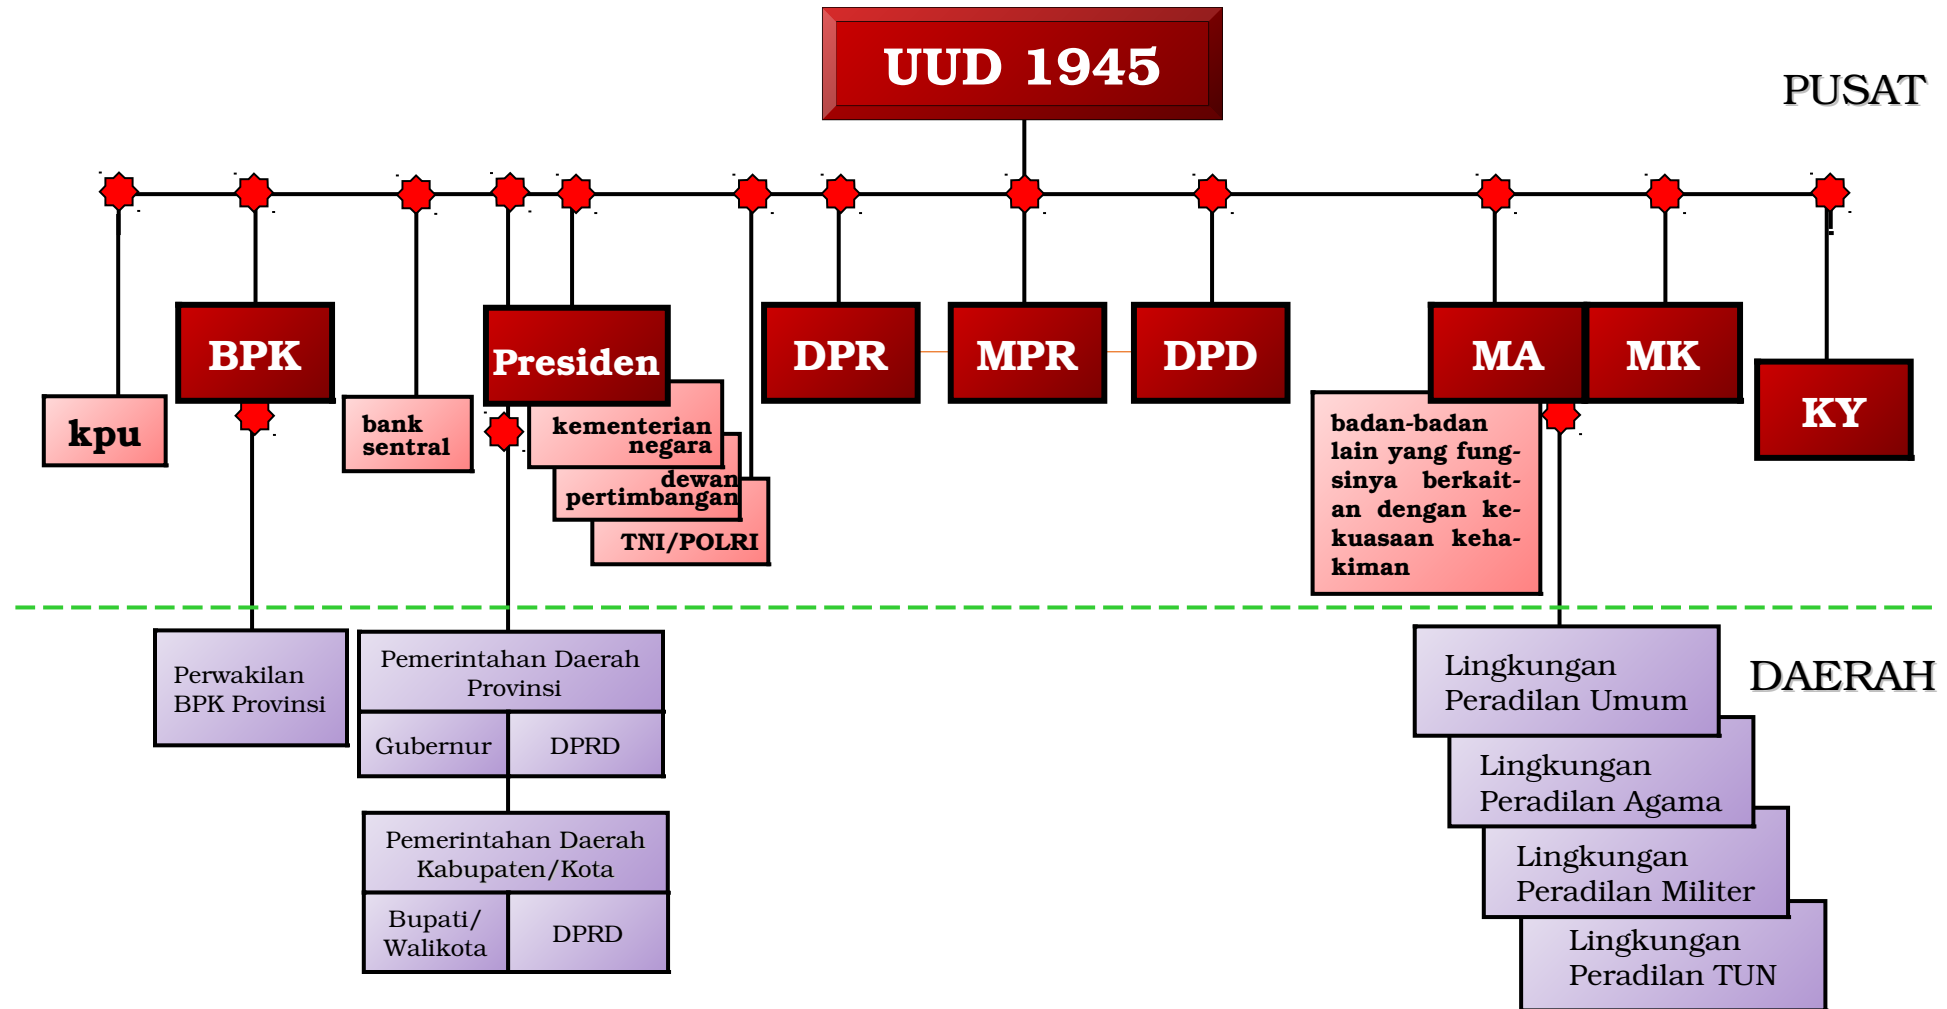 UUD 1945
PUSAT
BPK
Presiden
DPR
MPR
DPD
MA
MK
KY
kpu
bank
sentral
kementerian
negara
dewan
pertimbangan
TNI/POLRI
badan-badan
lain yang fung-
sinya berkait-
an dengan ke-
kuasaan keha-
kiman
DAERAH
Perwakilan
BPK Provinsi
Pemerintahan Daerah
Provinsi
Gubernur
DPRD
Pemerintahan Daerah
Kabupaten/Kota
Bupati/
Walikota
DPRD
Lingkungan
Peradilan Umum
Lingkungan
Peradilan Agama
Lingkungan
Peradilan Militer
Lingkungan
Peradilan TUN